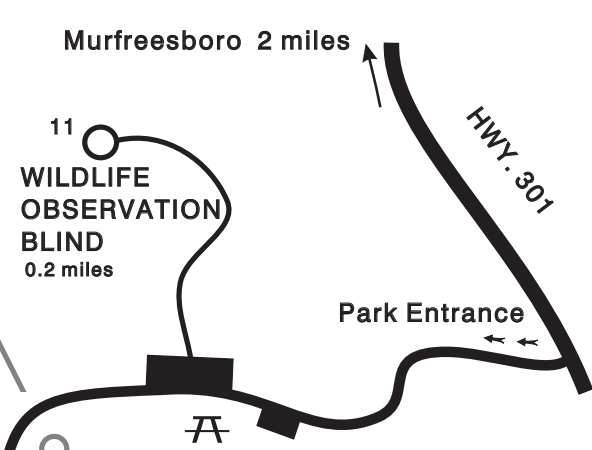 Murfreesboro 2 miles
HWY. 301
11
WILDLIFE
OBSERVATION
BLIND
0.2 miles
Park Entrance